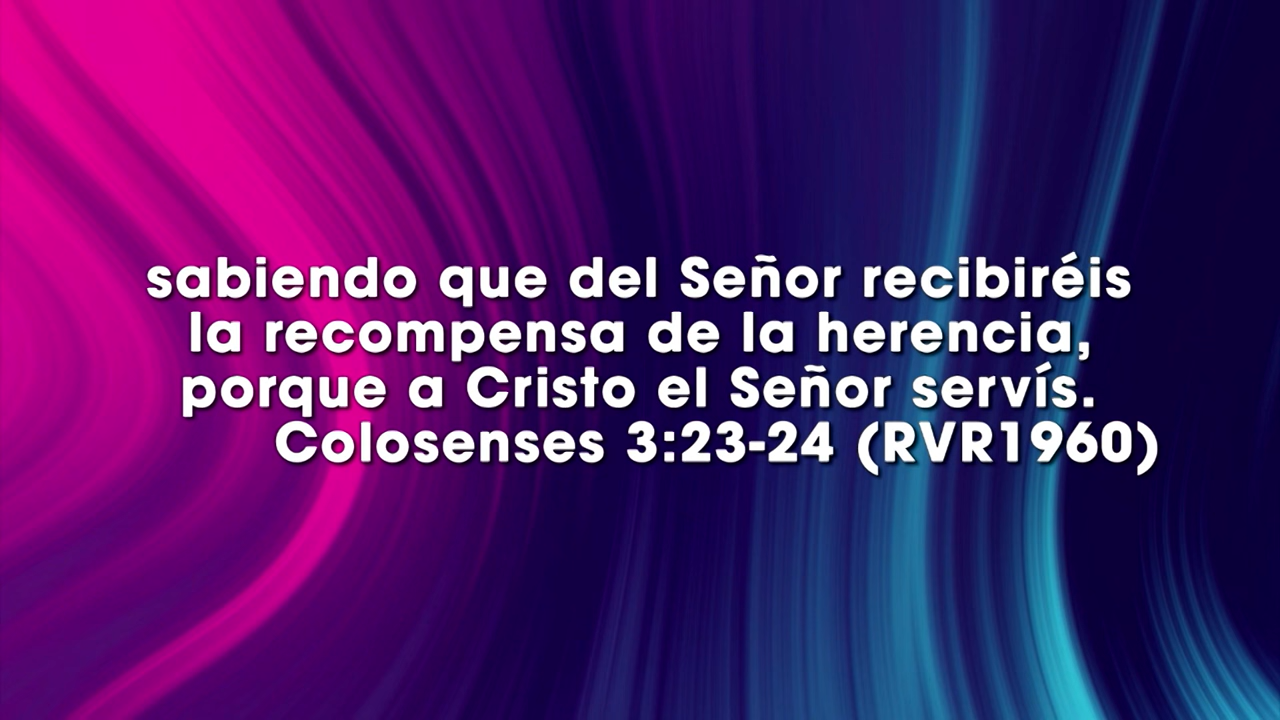 sabiendo que del Señor recibiréis
la recompensa de la herencia,
porque a Cristo el Señor servís.
Colosenses 3:23-24 (RVR1960)